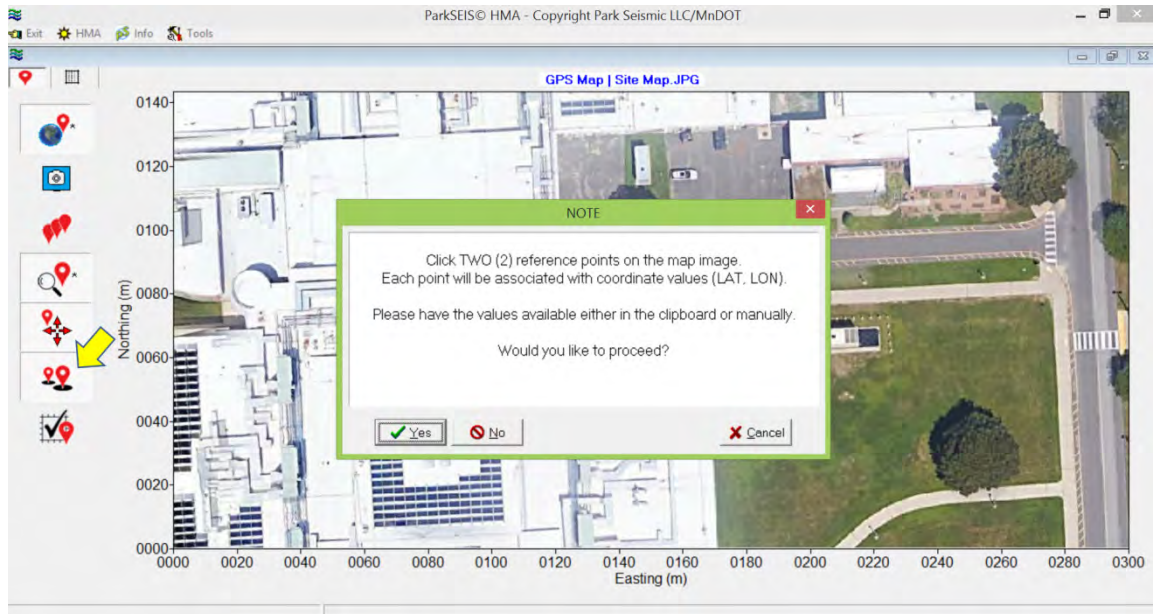 ParkSEIS© HMA - Copyright Park Seismic LLC/MnDOT
Exit HMA Info Tools
GPS Map | Site Map.JPG
0140
0120
0100
0080
0060
0040
0020
0000
Northing (m)
NOTE
Click TWO (2) reference points on the map image.
Each point will be associated with coordinate values (LAT, LON).
Please have the values available either in the clipboard or manually.
Would you like to proceed?
Yes No Cancel
0000 0020 0040 0060 0080 0100 0120 0140 0160 0180 0200 0220 0240 0260 0280 0300
Easting (m)